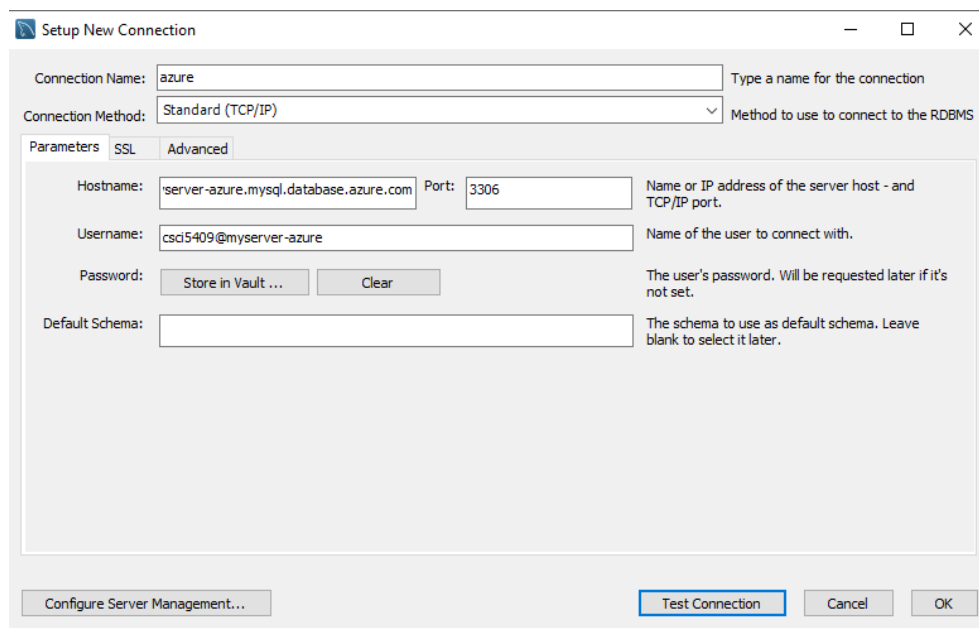 Setup New Connection
Connection Name: azure Type a name for the connection
Connection Method: Standard (TCP/IP) Method to use to connect to the RDBMS
Parameters SSL Advanced
Hostname: server-azure.mysql.database.azure.com Port: 3306 Name or IP address of the server host - and
TCP/IP port.
Username: csci5409@myserver-azure Name of the user to connect with.
Password: Store in Vault ... Clear The user's password. Will be requested later if it's
not set.
Default Schema: The schema to use as default schema. Leave
blank to select it later.
Configure Server Management... Test Connection Cancel OK